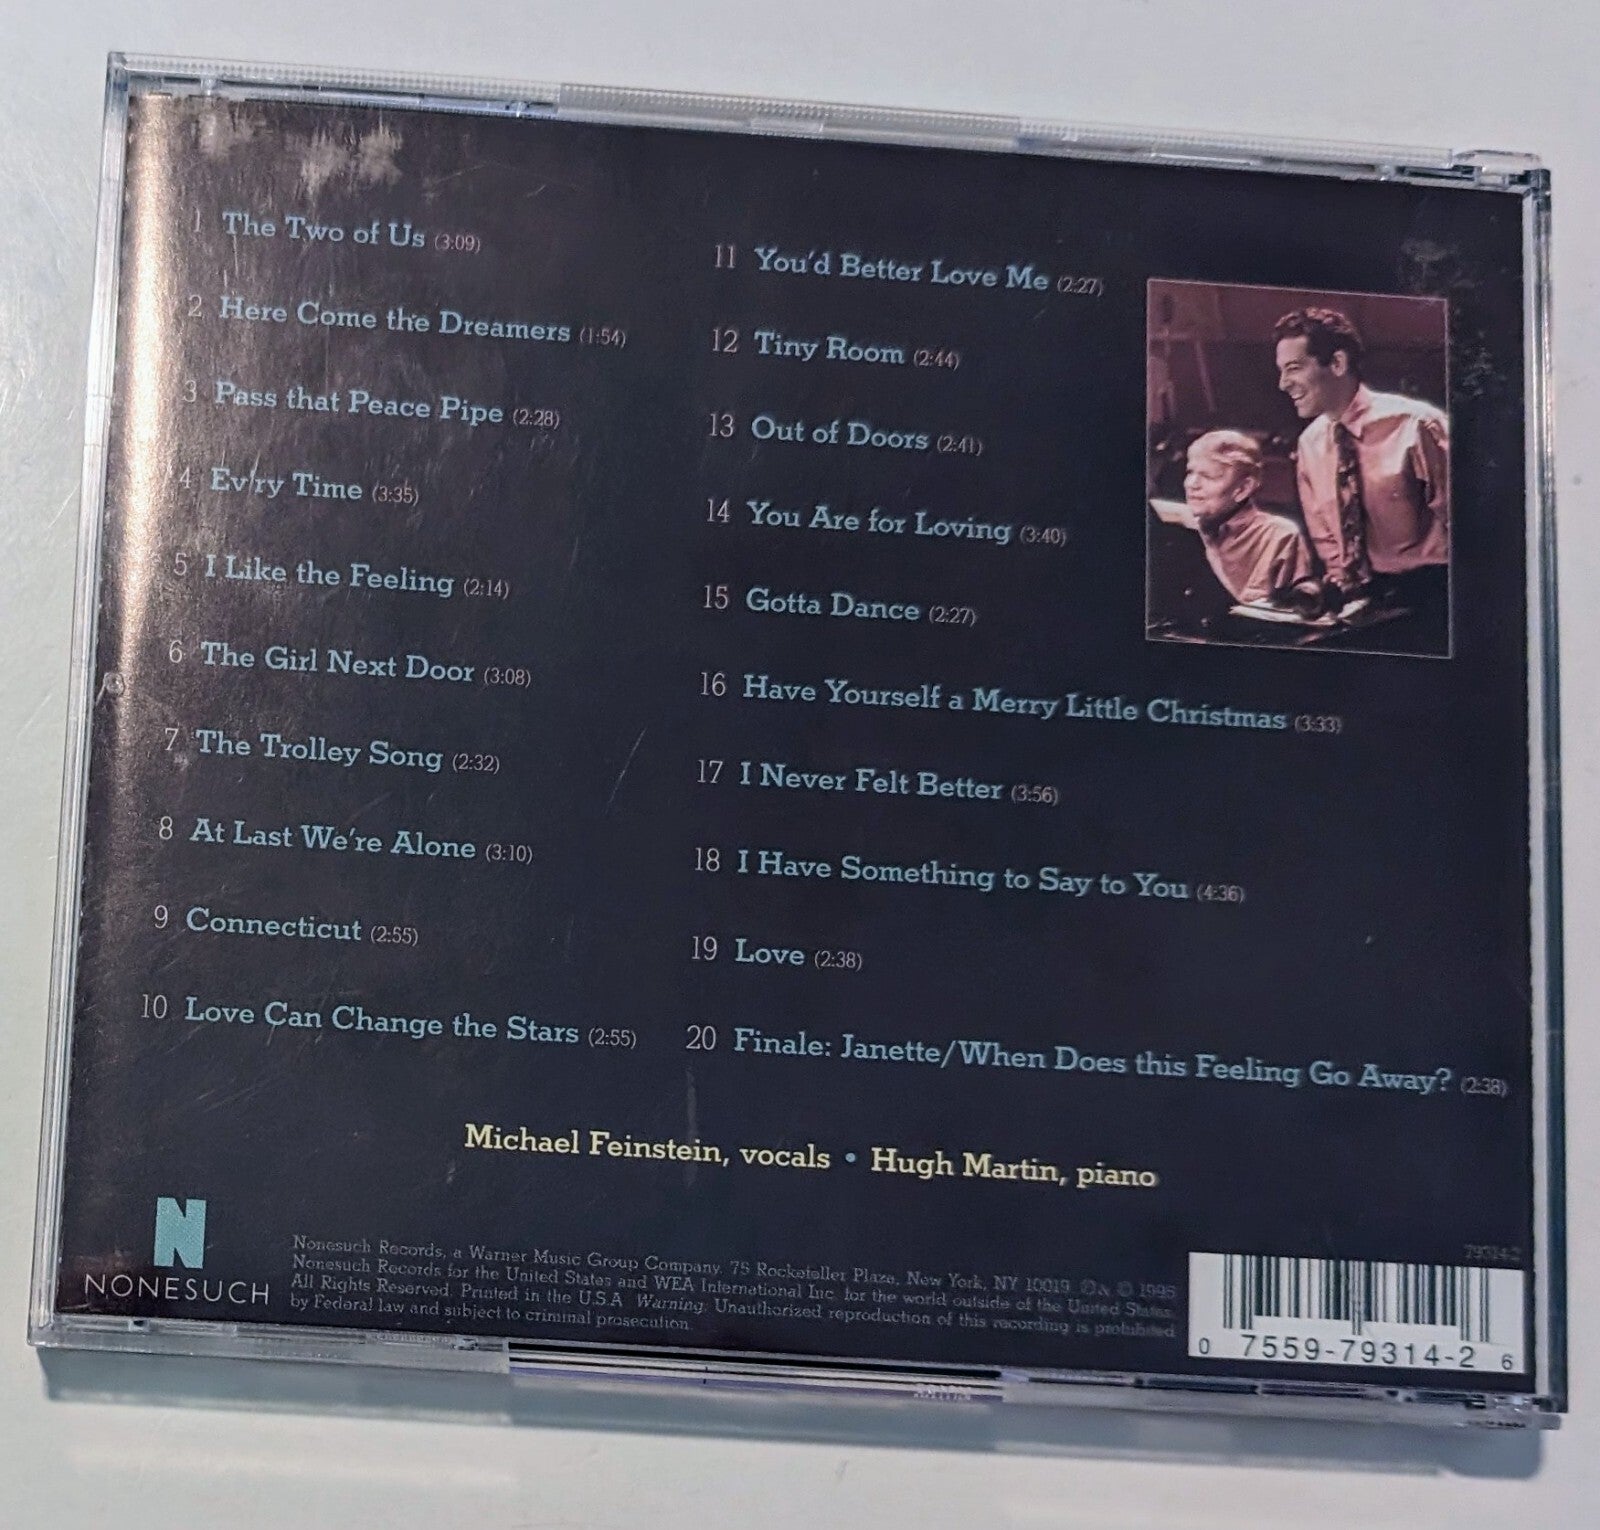 1 The Two of Us (3:09)
2 Here Come the Dreamers (1:54)
3 Pass that Peace Pipe (2:28)
4 Ev'ry Time (3:35)
5 I Like the Feeling (2:14)
6 The Girl Next Door (3:08)
7 The Trolley Song (2:32)
8 At Last We're Alone (3:10)
9 Connecticut (2:55)
10 Love Can Change the Stars (2:55)
11 You'd Better Love Me (2:27)
12 Tiny Room (2:44)
13 Out of Doors (2:41)
14 You Are for Loving (3:40)
15 Gotta Dance (2:27)
16 Have Yourself a Merry Little Christmas (3:33)
17 I Never Felt Better (3:56)
18 I Have Something to Say to You (4:36)
19 Love (2:38)
20 Finale: Janette/When Does this Feeling Go Away? (2:38)
Michael Feinstein, vocals • Hugh Martin, piano
N
NONESUCH
Nonesuch Records, a Warner Music Group Company, 75 Rockefeller Plaza, New York, NY 10019. ℗ & © 1995
Nonesuch Records for the United States and WEA International Inc. for the world outside of the United States.
All Rights Reserved. Printed in the U.S.A. Warning: Unauthorized reproduction of this recording is prohibited
by Federal law and subject to criminal prosecution.
79314-2
0 7559-79314-2 6